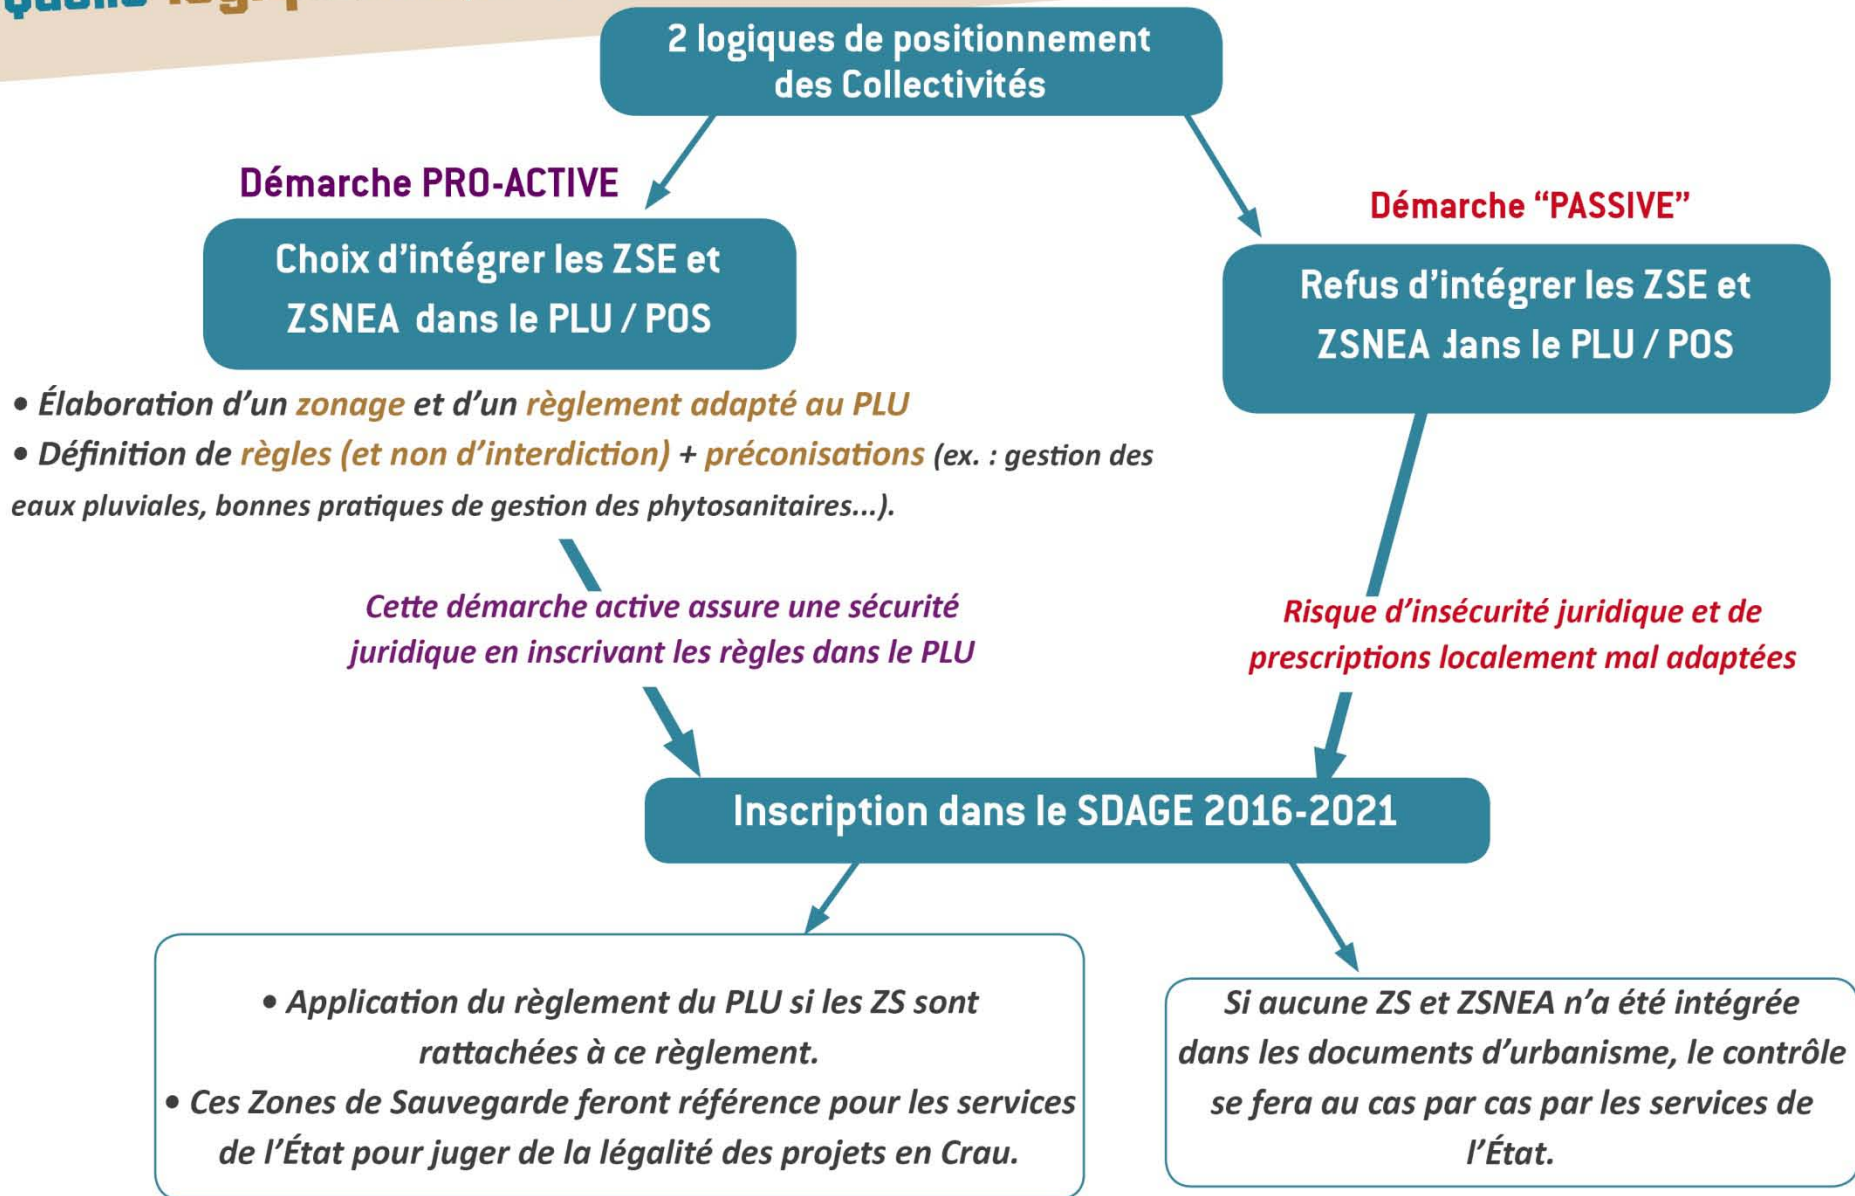 2 logiques de positionnement
des Collectivités
Démarche PRO-ACTIVE
Choix d'intégrer les ZSE et
ZSNEA dans le PLU / POS
• Élaboration d'un zonage et d'un règlement adapté au PLU
• Définition de règles (et non d'interdiction) + préconisations (ex. : gestion des
eaux pluviales, bonnes pratiques de gestion des phytosanitaires...).
Cette démarche active assure une sécurité
juridique en inscrivant les règles dans le PLU
Démarche “PASSIVE”
Refus d'intégrer les ZSE et
ZSNEA dans le PLU / POS
Risque d'insécurité juridique et de
prescriptions localement mal adaptées
Inscription dans le SDAGE 2016-2021
• Application du règlement du PLU si les ZS sont
rattachées à ce règlement.
• Ces Zones de Sauvegarde feront référence pour les services
de l'État pour juger de la légalité des projets en Crau.
Si aucune ZS et ZSNEA n'a été intégrée
dans les documents d'urbanisme, le contrôle
se fera au cas par cas par les services de
l'État.